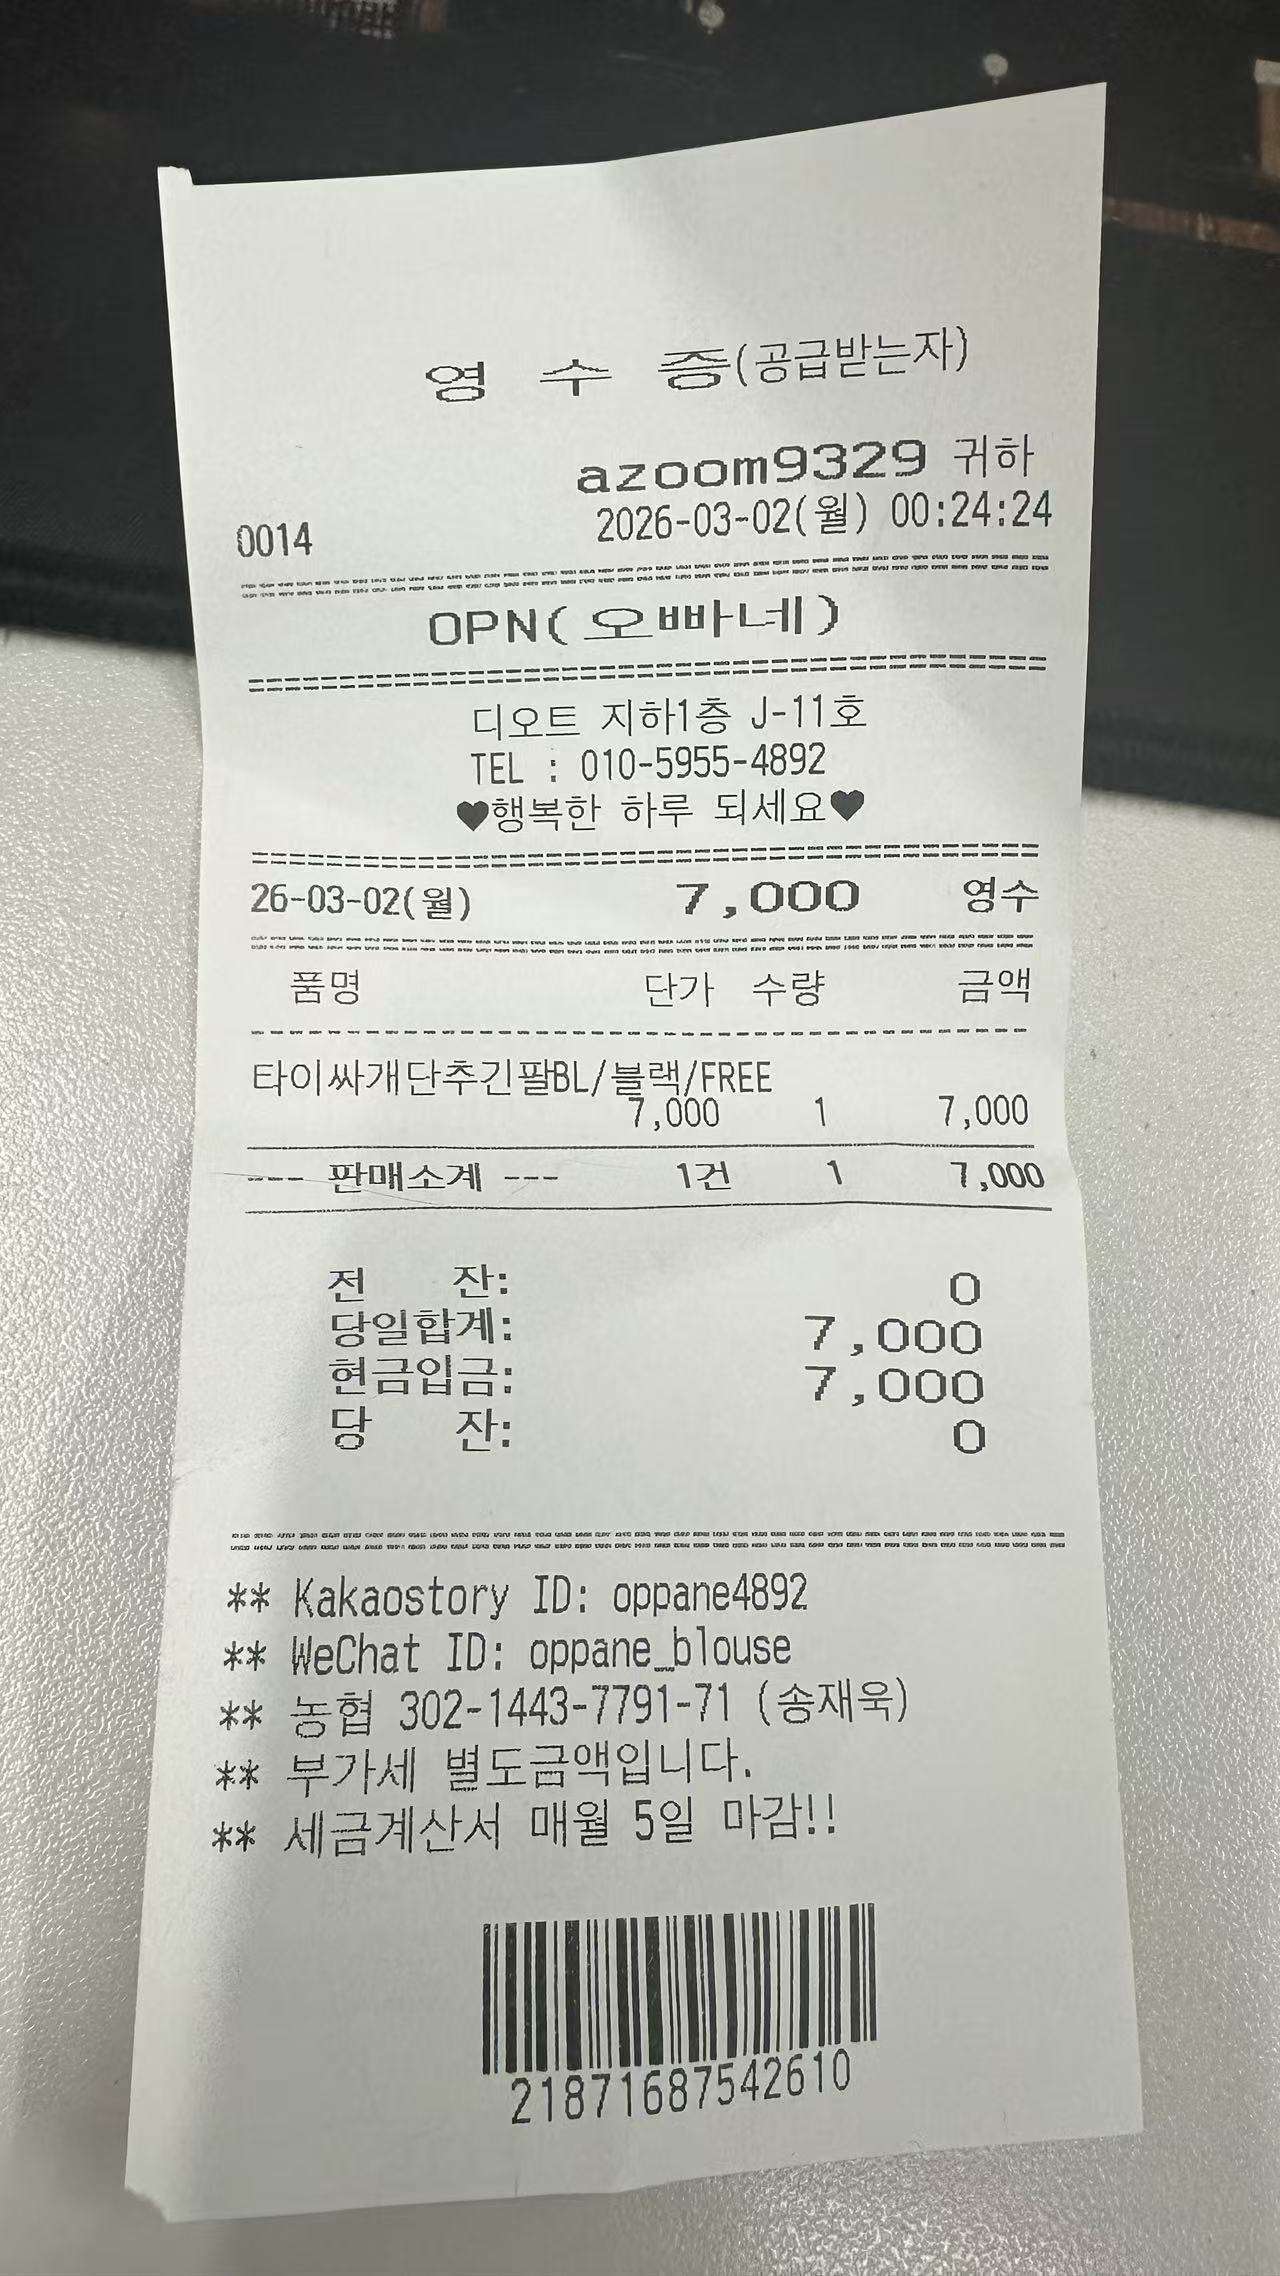 영 수 증(공급받는자)
azoom9329 귀하
0014 2026-03-02(월) 00:24:24
OPN(오빠네)
디오트 지하1층 J-11호
TEL : 010-5955-4892
♥행복한 하루 되세요♥
26-03-02(월) 7,000 영수
품명 단가 수량 금액
타이싸개단추긴팔BL/블랙/FREE
7,000 1 7,000
--- 판매소계 --- 1건 1 7,000
전 잔: 0
당일합계: 7,000
현금입금: 7,000
당 잔: 0
** Kakaostory ID: oppane4892
** WeChat ID: oppane_blouse
** 농협 302-1443-7791-71 (송재욱)
** 부가세 별도금액입니다.
** 세금계산서 매월 5일 마감!!
21871687542610